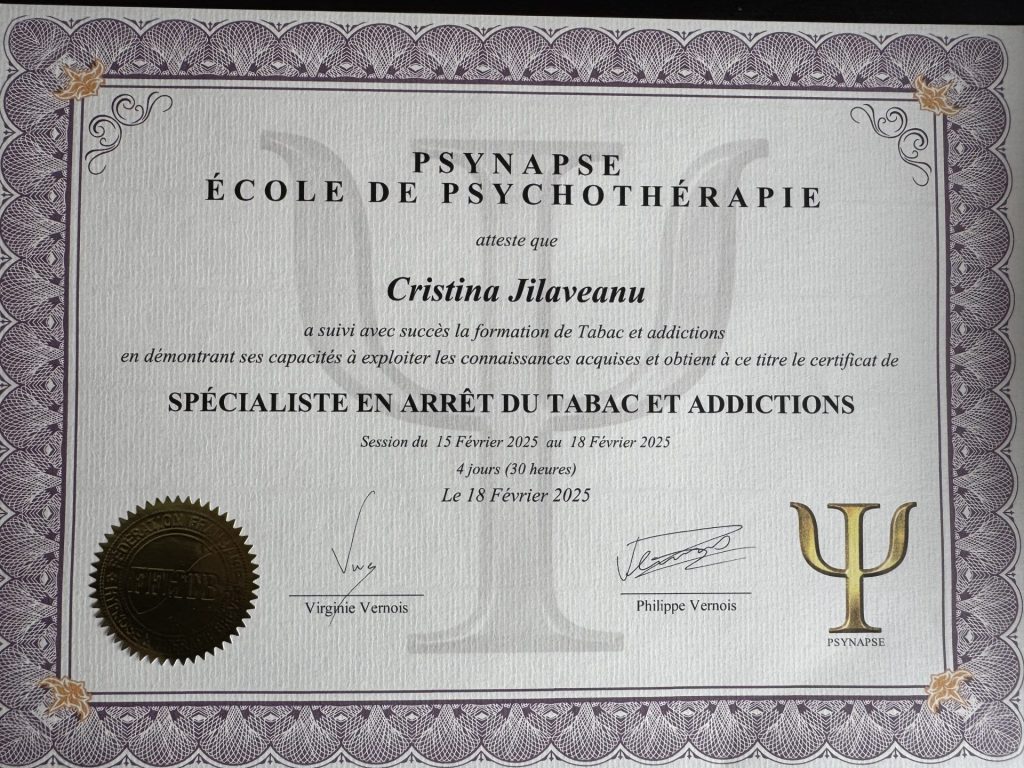 PSYNAPSE
ÉCOLE DE PSYCHOTHÉRAPIE
atteste que
Cristina Jilaveanu
a suivi avec succès la formation de Tabac et addictions
en démontrant ses capacités à exploiter les connaissances acquises et obtient à ce titre le certificat de
SPÉCIALISTE EN ARRÊT DU TABAC ET ADDICTIONS
Session du 15 Février 2025 au 18 Février 2025
4 jours (30 heures)
Le 18 Février 2025
Virginie Vernois
Philippe Vernois
PSYNAPSE